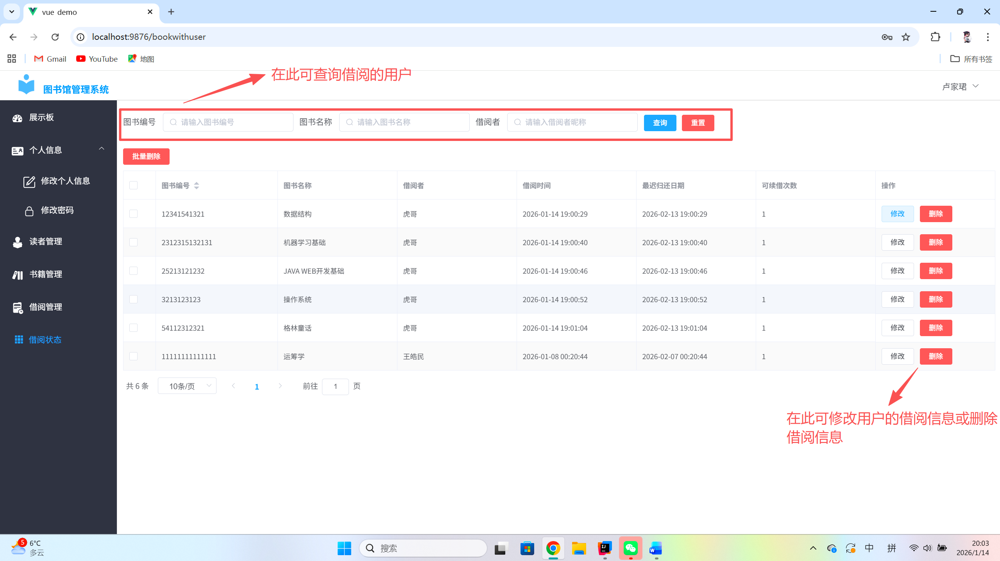 vue demo
localhost:9876/bookwithuser
Gmail YouTube 地图 所有书签
在此可查询借阅的用户
图书馆管理系统 卢家珺
展示板
个人信息
修改个人信息
修改密码
读者管理
书籍管理
借阅管理
借阅状态
图书编号 请输入图书编号 图书名称 请输入图书名称 借阅者 请输入借阅者昵称 查询 重置
批量删除
图书编号 图书名称 借阅者 借阅时间 最迟归还日期 可续借次数 操作
12341541321 数据结构 虎哥 2026-01-14 19:00:29 2026-02-13 19:00:29 1 修改 删除
2312315132131 机器学习基础 虎哥 2026-01-14 19:00:40 2026-02-13 19:00:40 1 修改 删除
25213121232 JAVA WEB开发基础 虎哥 2026-01-14 19:00:46 2026-02-13 19:00:46 1 修改 删除
3213123123 操作系统 虎哥 2026-01-14 19:00:52 2026-02-13 19:00:52 1 修改 删除
54112312321 格林童话 虎哥 2026-01-14 19:01:04 2026-02-13 19:01:04 1 修改 删除
11111111111111 运筹学 王皓民 2026-01-08 00:20:44 2026-02-07 00:20:44 1 修改 删除
共 6 条 10条/页 1 前往 1 页
在此可修改用户的借阅信息或删除
借阅信息
5 6°C
多云
搜索
中 拼
20:03
2026/1/14